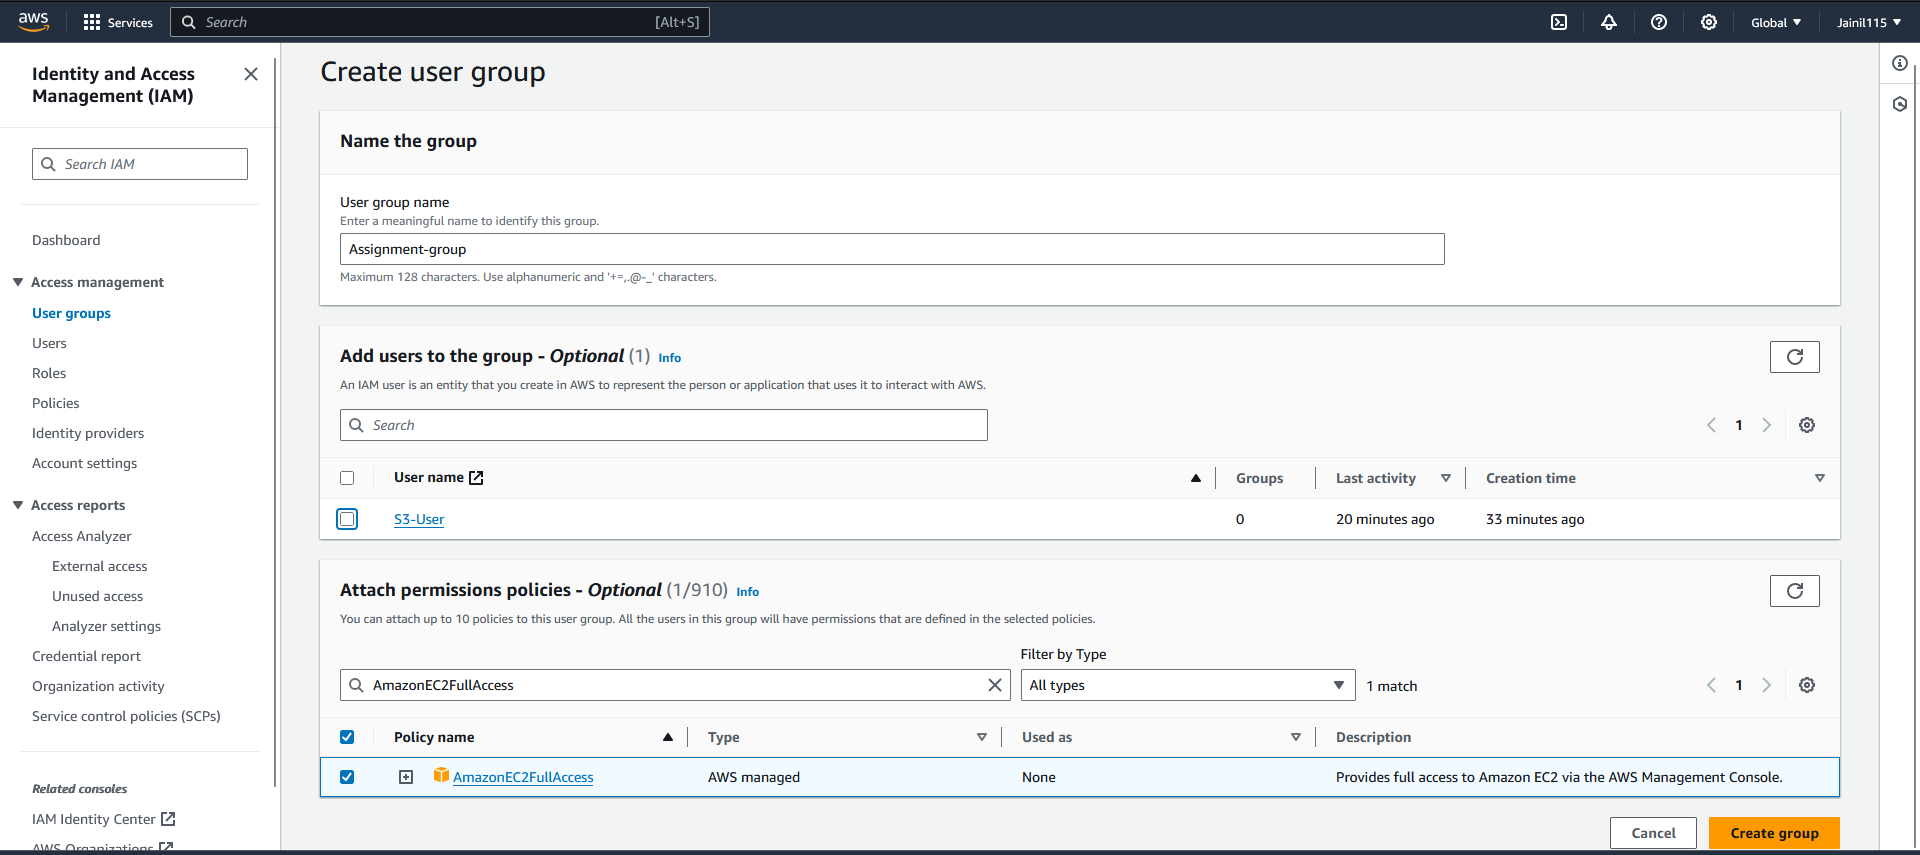 aws
Services
Search
[Alt+S]
Global
Jainil115
Identity and Access
Management (IAM)
Search IAM
Dashboard
Access management
User groups
Users
Roles
Policies
Identity providers
Account settings
Access reports
Access Analyzer
External access
Unused access
Analyzer settings
Credential report
Organization activity
Service control policies (SCPs)
Related consoles
IAM Identity Center
AWS Organizations
Create user group
Name the group
User group name
Enter a meaningful name to identify this group.
Assignment-group
Maximum 128 characters. Use alphanumeric and '+=,.@-_' characters.
Add users to the group - Optional (1) Info
An IAM user is an entity that you create in AWS to represent the person or application that uses it to interact with AWS.
Search
1
User name Groups Last activity Creation time
S3-User 0 20 minutes ago 33 minutes ago
Attach permissions policies - Optional (1/910) Info
You can attach up to 10 policies to this user group. All the users in this group will have permissions that are defined in the selected policies.
Filter by Type
AmazonEC2FullAccess All types 1 match 1
Policy name Type Used as Description
AmazonEC2FullAccess AWS managed None Provides full access to Amazon EC2 via the AWS Management Console.
Cancel Create group